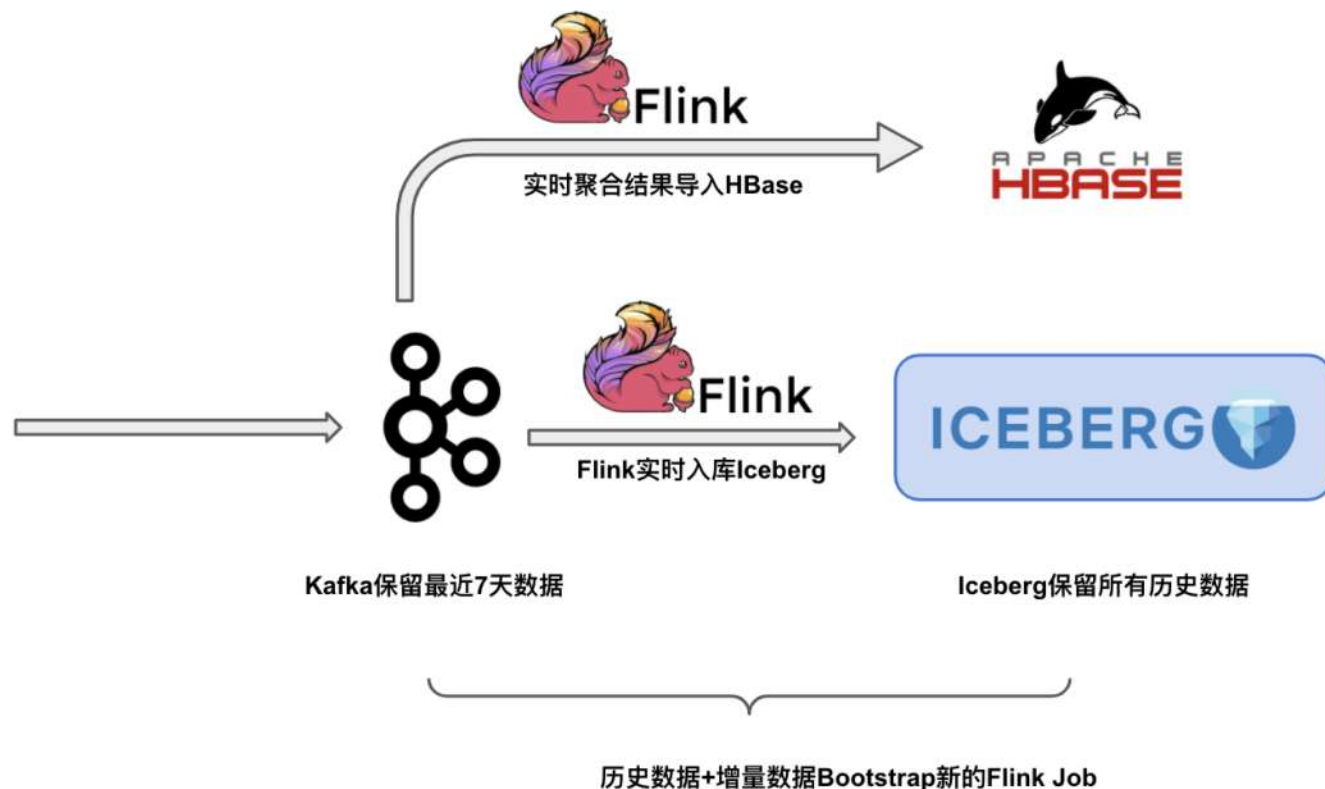 Flink
实时聚合结果导入HBase
APACHE
HBASE
Flink
Flink实时入库Iceberg
ICEBERG
Kafka保留最近7天数据
Iceberg保留所有历史数据
历史数据+增量数据Bootstrap新的Flink Job